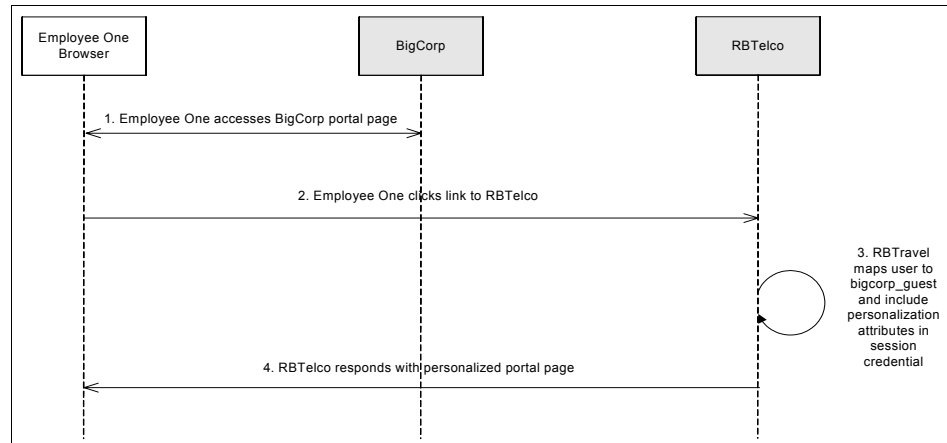 Employee One
Browser
BigCorp
RBTelco
1. Employee One accesses BigCorp portal page
2. Employee One clicks link to RBTelco
3. RBTravel
maps user to
bigcorp_guest
and include
personalization
attributes in
session
credential
4. RBTelco responds with personalized portal page